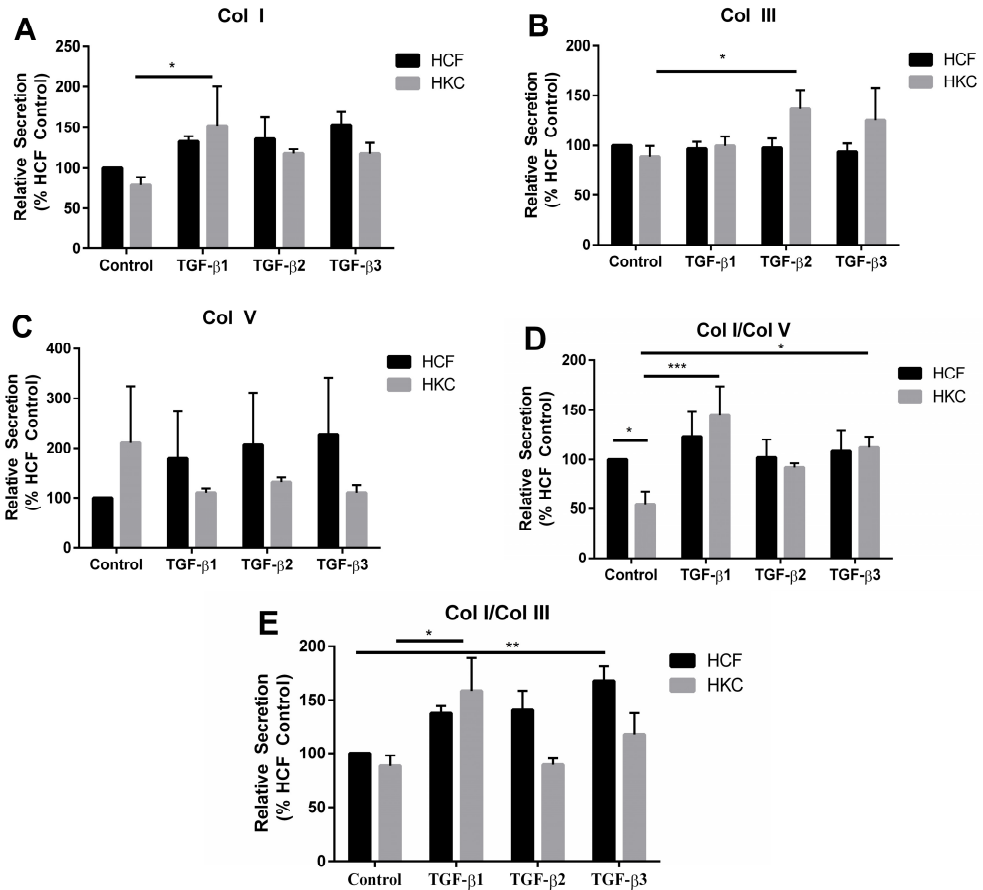 A
Col I
250
200
150
100
50
0
Relative Secretion
(% HCF Control)
*
HCF
HKC
Control TGF-β1 TGF-β2 TGF-β3
B
Col III
200
150
100
50
0
Relative Secretion
(% HCF Control)
*
HCF
HKC
Control TGF-β1 TGF-β2 TGF-β3
C
Col V
400
300
200
100
0
Relative Secretion
(% HCF Control)
HCF
HKC
Control TGF-β1 TGF-β2 TGF-β3
D
Col I/Col V
200
150
100
50
0
Relative Secretion
(% HCF Control)
*
***
*
HCF
HKC
Control TGF-β1 TGF-β2 TGF-β3
E
Col I/Col III
200
150
100
50
0
Relative Secretion
(% HCF Control)
*
**
HCF
HKC
Control TGF-β1 TGF-β2 TGF-β3